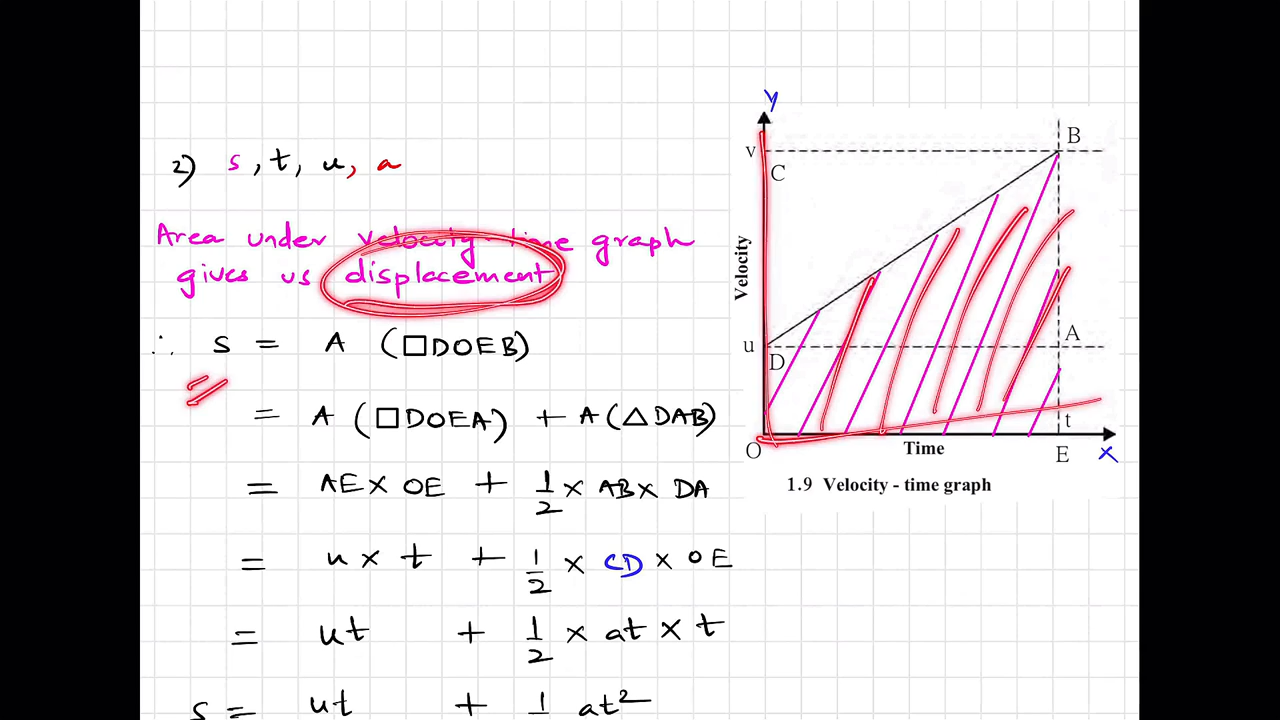 2) s, t, u, a
Area under velocity-time graph
gives us displacement
∴ s = A (□DOEB)
= A (□DOEA) + A(△DAB)
= AE × OE + 1/2 × AB × DA
= u × t + 1/2 × CD × OE
= ut + 1/2 × at × t
s = ut + 1 at²
y
v
C
B
Velocity
u
D
A
t
O
Time
E
x
1.9 Velocity - time graph